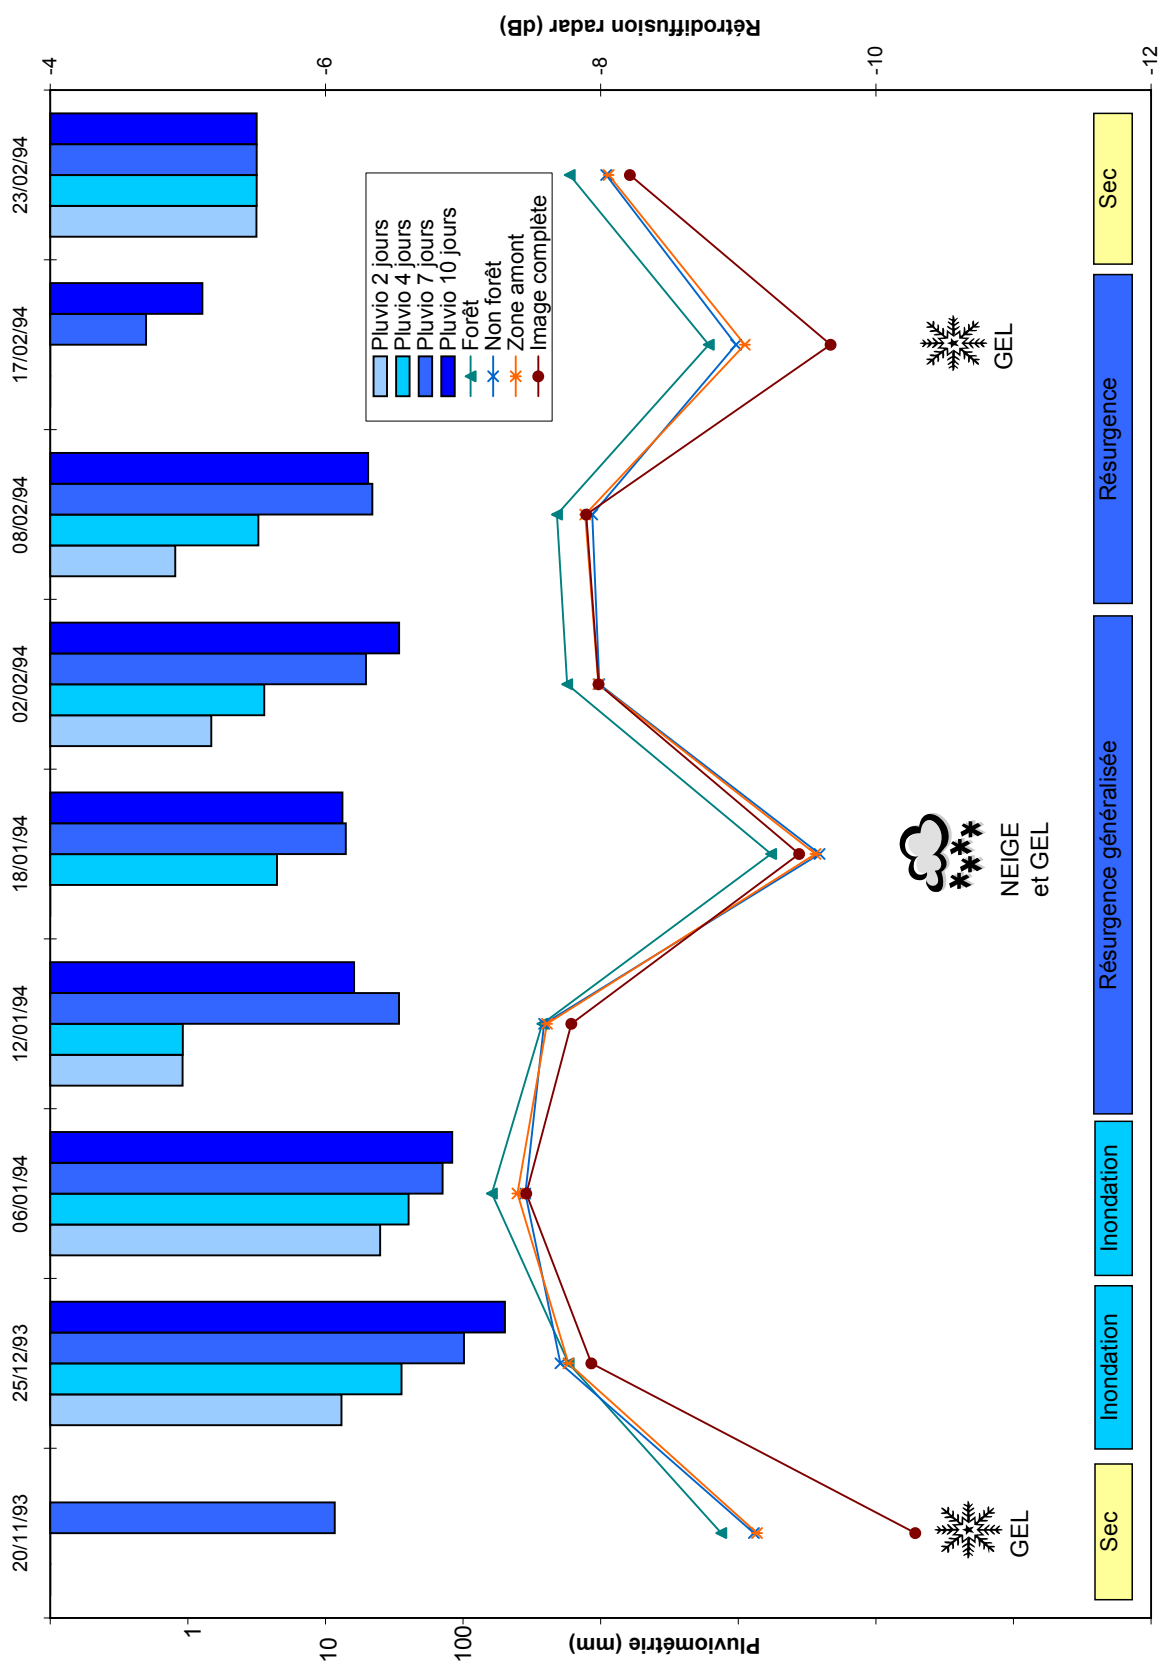 20/11/93
25/12/93
06/01/94
12/01/94
18/01/94
02/02/94
08/02/94
17/02/94
23/02/94
1
10
100
Pluviométrie (mm)
-4
-6
-8
-10
-12
Rétrodiffusion radar (dB)
Pluvio 2 jours
Pluvio 4 jours
Pluvio 7 jours
Pluvio 10 jours
Forêt
Non forêt
Zone amont
Image complète
GEL
NEIGE
et GEL
GEL
Sec
Inondation
Inondation
Résurgence généralisée
Résurgence
Sec